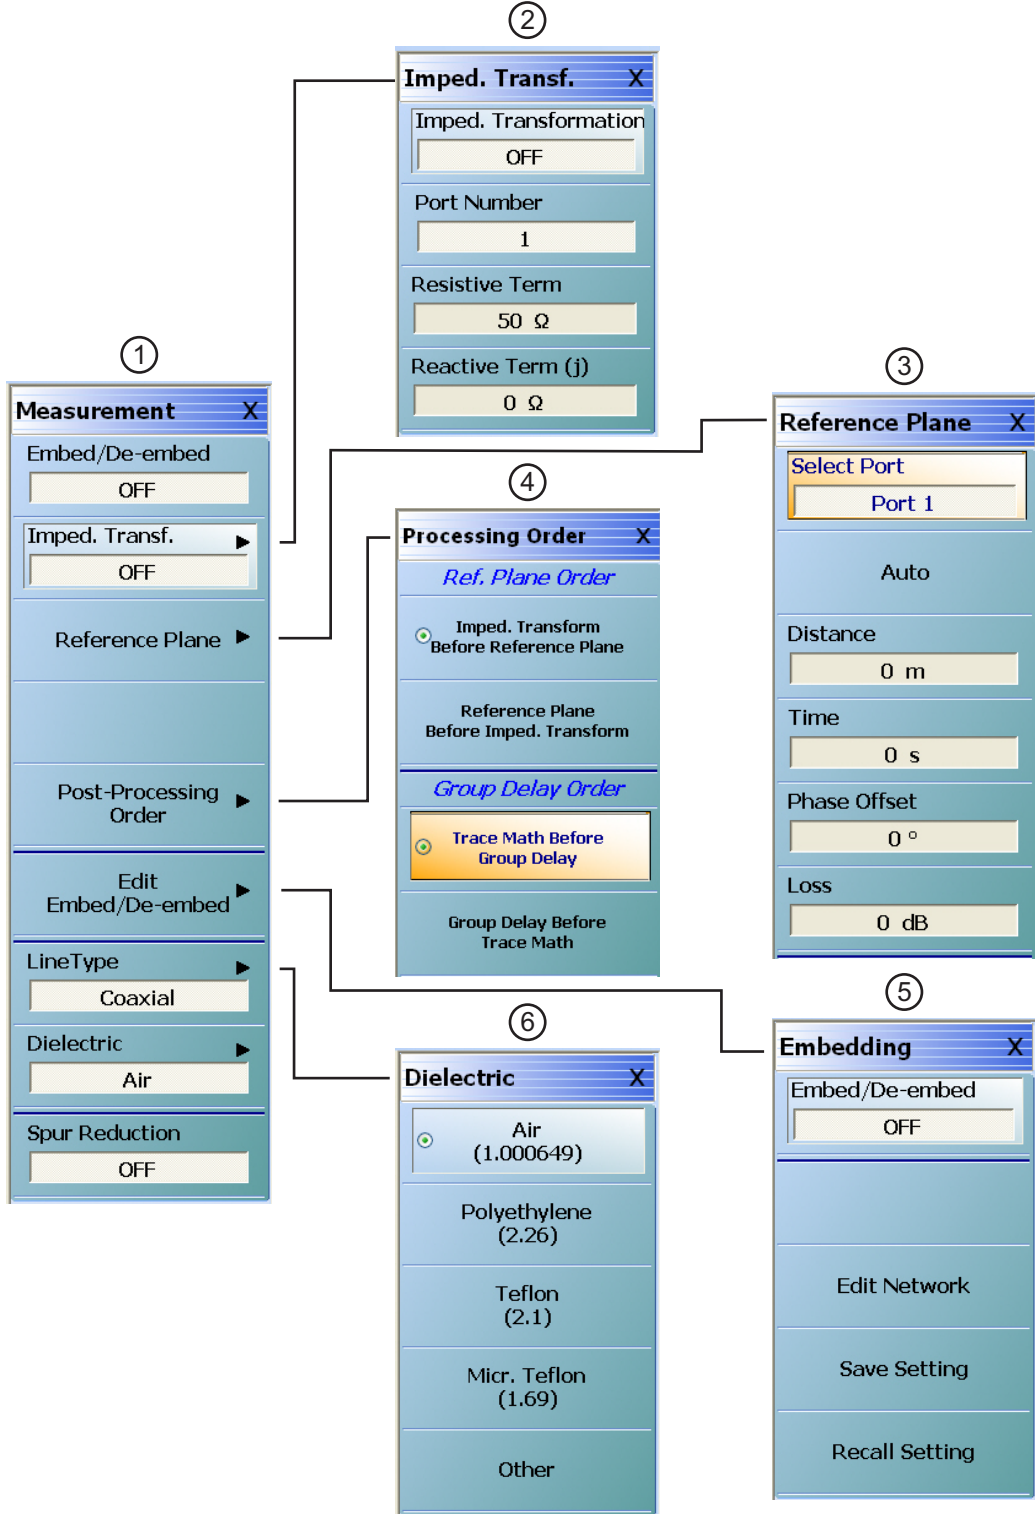 1
Measurement X
Embed/De-embed
OFF
Imped. Transf.
OFF
Reference Plane
Post-Processing
Order
Edit
Embed/De-embed
LineType
Coaxial
Dielectric
Air
Spur Reduction
OFF
2
Imped. Transf. X
Imped. Transformation
OFF
Port Number
1
Resistive Term
50 Ω
Reactive Term (j)
0 Ω
3
Reference Plane X
Select Port
Port 1
Auto
Distance
0 m
Time
0 s
Phase Offset
0 °
Loss
0 dB
4
Processing Order X
Ref. Plane Order
Imped. Transform
Before Reference Plane
Reference Plane
Before Imped. Transform
Group Delay Order
Trace Math Before
Group Delay
Group Delay Before
Trace Math
5
Embedding X
Embed/De-embed
OFF
Edit Network
Save Setting
Recall Setting
6
Dielectric X
Air
(1.000649)
Polyethylene
(2.26)
Teflon
(2.1)
Micr. Teflon
(1.69)
Other